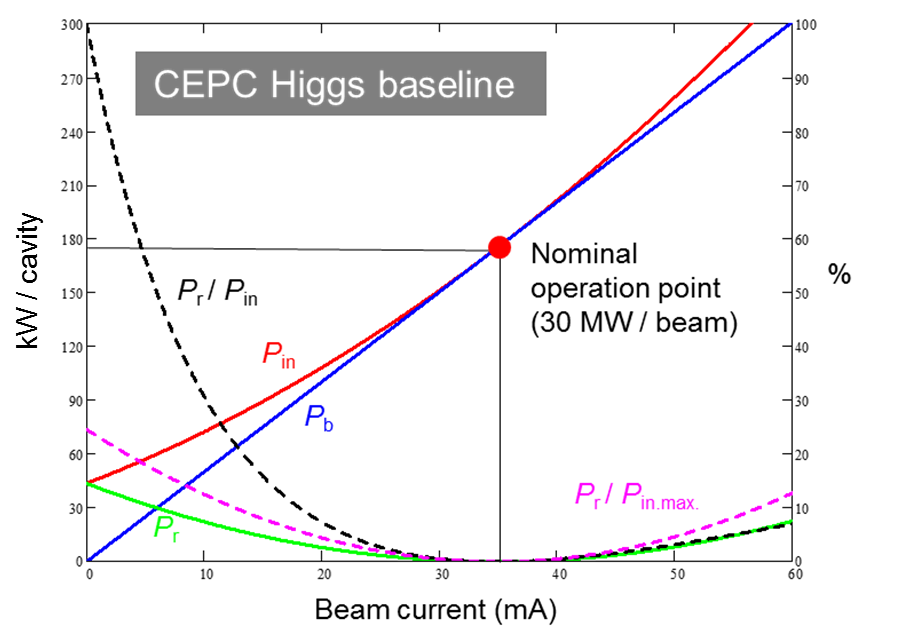 CEPC Higgs baseline
300
270
240
210
180
150
120
90
60
30
0
kW / cavity
100
90
80
70
60
50
40
30
20
10
0
%
Pr / Pin
Pin
Pb
Pr
Nominal
operation point
(30 MW / beam)
Pr / Pin.max.
0 10 20 30 40 50 60
Beam current (mA)